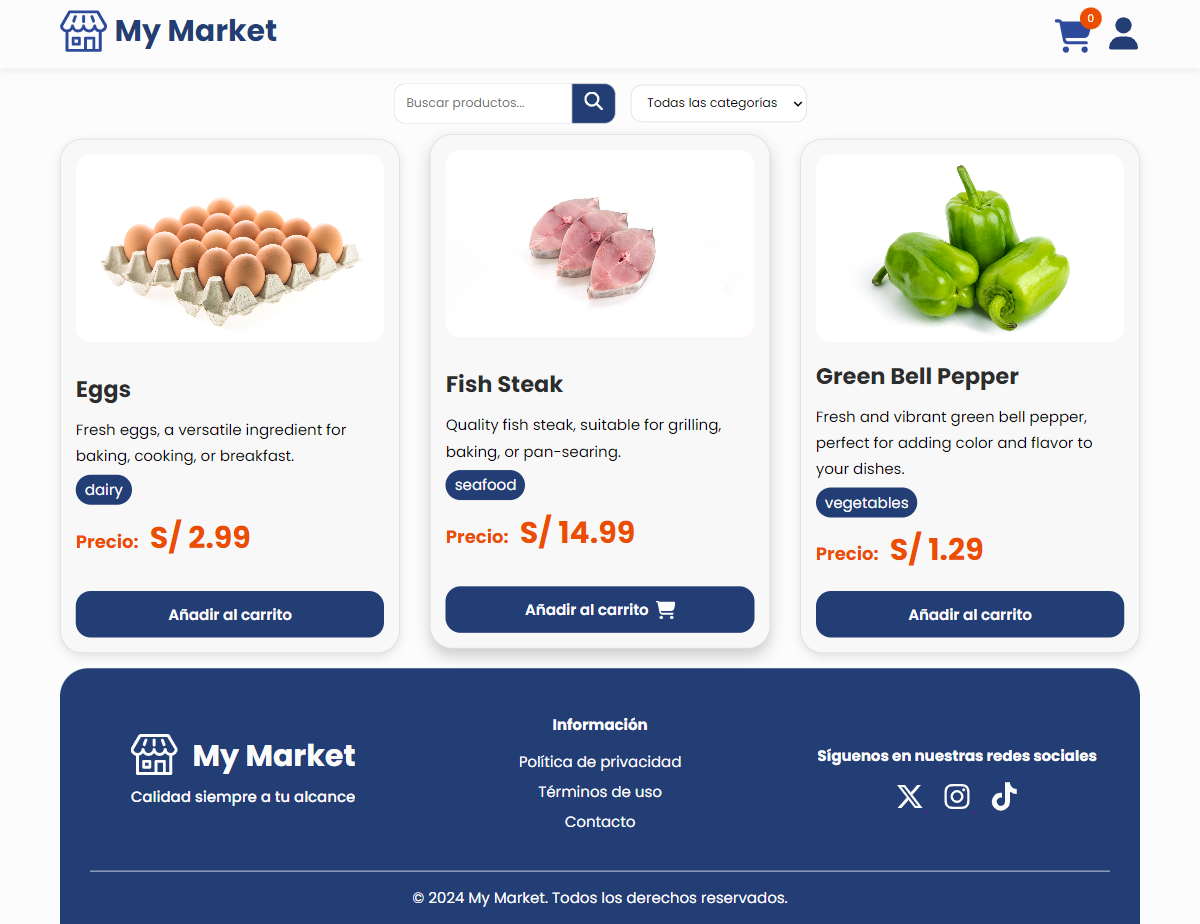 My Market
0
Buscar productos...
Todas las categorías
Eggs
Fresh eggs, a versatile ingredient for
baking, cooking, or breakfast.
dairy
Precio: S/ 2.99
Añadir al carrito
Fish Steak
Quality fish steak, suitable for grilling,
baking, or pan-searing.
seafood
Precio: S/ 14.99
Añadir al carrito
Green Bell Pepper
Fresh and vibrant green bell pepper,
perfect for adding color and flavor to
your dishes.
vegetables
Precio: S/ 1.29
Añadir al carrito
My Market
Calidad siempre a tu alcance
Información
Política de privacidad
Términos de uso
Contacto
Síguenos en nuestras redes sociales
© 2024 My Market. Todos los derechos reservados.